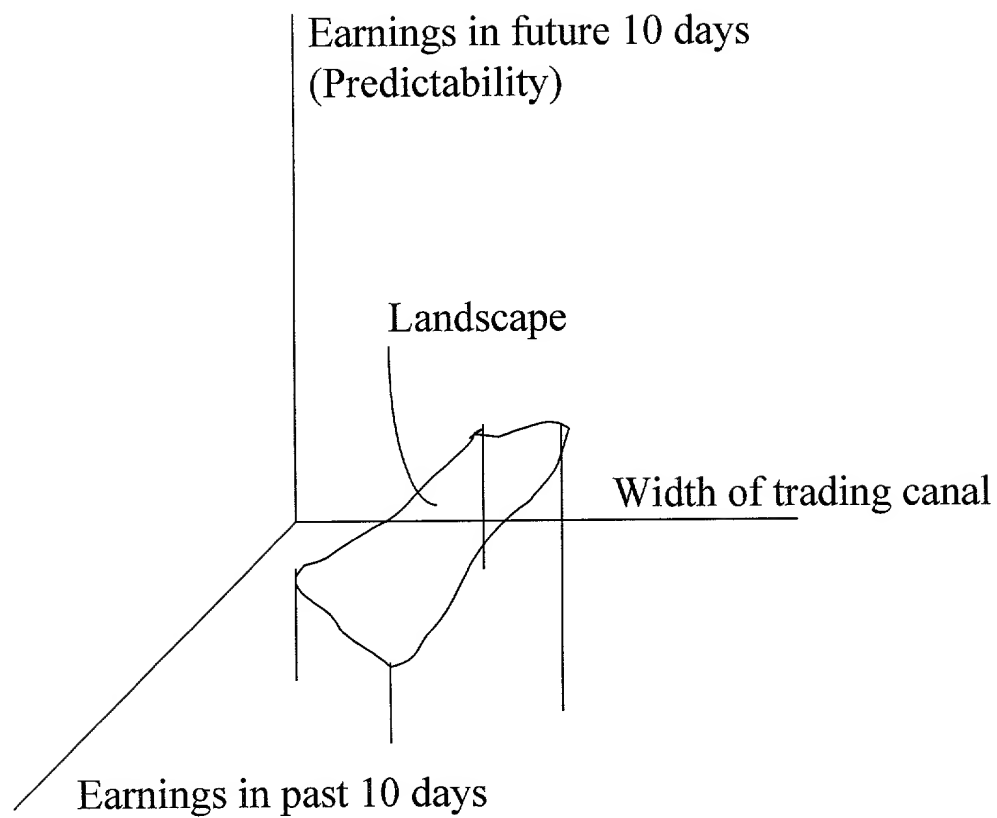 Earnings in future 10 days
(Predictability)
Landscape
Width of trading canal
Earnings in past 10 days